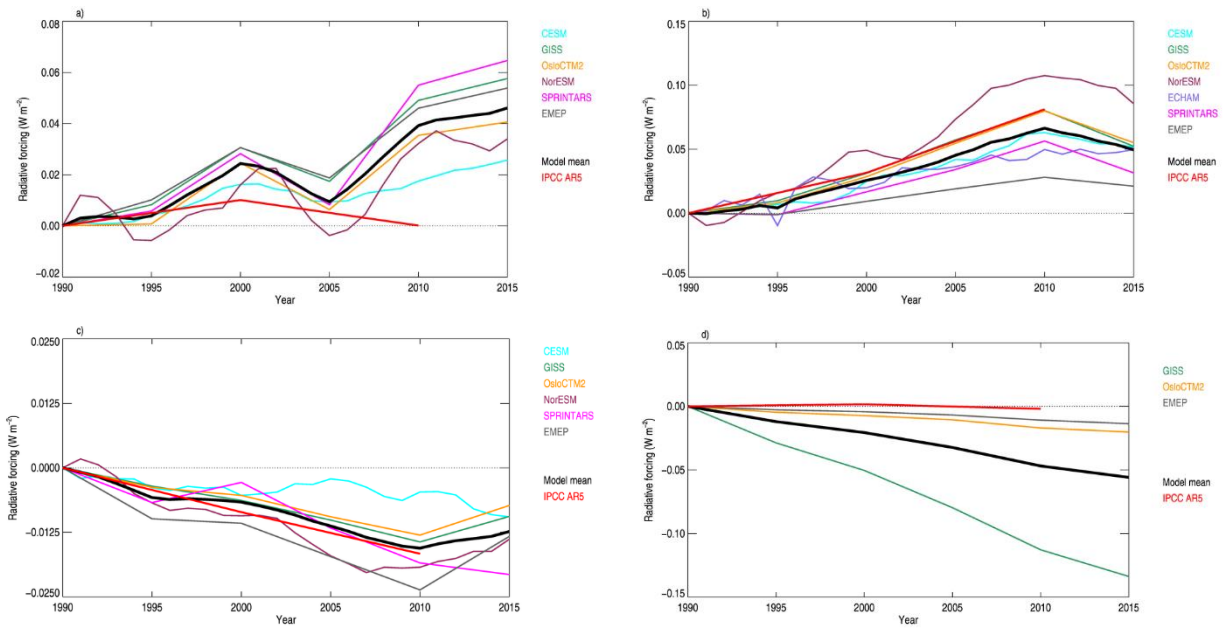 a)
Radiative forcing (W m⁻²)
0.08
0.06
0.04
0.02
0.00
−0.02
1990
1995
2000
2005
2010
2015
Year
CESM
GISS
OsloCTM2
NorESM
SPRINTARS
EMEP
Model mean
IPCC AR5
b)
Radiative forcing (W m⁻²)
0.15
0.10
0.05
0.00
−0.05
1990
1995
2000
2005
2010
2015
Year
CESM
GISS
OsloCTM2
NorESM
ECHAM
SPRINTARS
EMEP
Model mean
IPCC AR5
c)
Radiative forcing (W m⁻²)
0.0250
0.0125
0.0000
−0.0125
−0.0250
1990
1995
2000
2005
2010
2015
Year
CESM
GISS
OsloCTM2
NorESM
SPRINTARS
EMEP
Model mean
IPCC AR5
d)
Radiative forcing (W m⁻²)
0.05
0.00
−0.05
−0.10
−0.15
1990
1995
2000
2005
2010
2015
Year
GISS
OsloCTM2
EMEP
Model mean
IPCC AR5